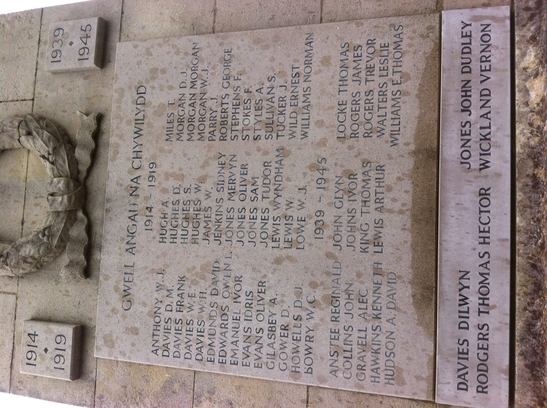 1914
1919
1939
1945
GWELL ANGAU NA CHYWILYDD
1914 1919
ANTHONY W. J. HUGH A. MILES T.
DAVIES D. M. HUGHES D. MORGAN D. J.
DAVIES FRANK HUGHES S. MORGAN MORGAN
DAVIES W. E. HUGHES W. MORGAN W. J.
DAVIES W. H. JAMES W. PARRY T.
EDMUNDS DAVID JENKINS SIDNEY ROBERTS GEORGE
EDWARDS OWEN L. JONES MERVYN STEPHENS F.
EMANUEL IVOR JONES OLIVER STOKES F.
EVANS IDRIS JONES SAM STYLES A.
EVANS OLIVER JONES TUDOR SULLIVAN S.
GILASBEY A. LEWIS WYNDHAM TUCKER J.
GOWER D. LEWIS W. WILD ERNEST
HOWELLS D. J. LOWE W. J. WILLIAMS NORMAN
HOWRY W. C.
1939 - 1945
ANSTEE REGINALD JOHN GLYN LOCKE THOMAS
COLLINS JOHN JOHNS IVOR ROGERS JAMES
GRAVELL ALEC KING THOMAS ROGERS TREVOR
HAWKINS KENNETH LEWIS ARTHUR WALTERS LESLIE
HUDSON A. DAVID WILLIAMS E. THOMAS
DAVIES DILWYN JONES JOHN DUDLEY
RODGERS THOMAS HECTOR WICKLAND VERNON